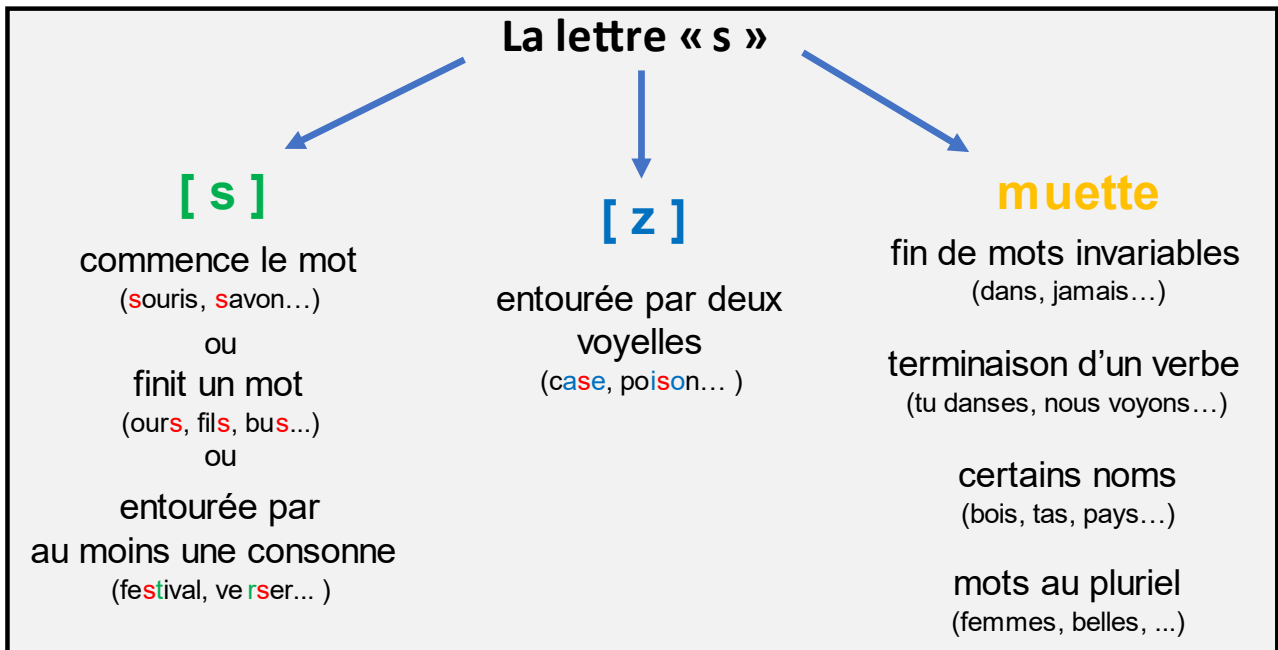 La lettre « s »
[ s ]
commence le mot
(souris, savon…)
ou
finit un mot
(ours, fils, bus...)
ou
entourée par
au moins une consonne
(festival, verser... )
[ z ]
entourée par deux
voyelles
(case, poison… )
muette
fin de mots invariables
(dans, jamais…)
terminaison d’un verbe
(tu danses, nous voyons…)
certains noms
(bois, tas, pays…)
mots au pluriel
(femmes, belles, ...)